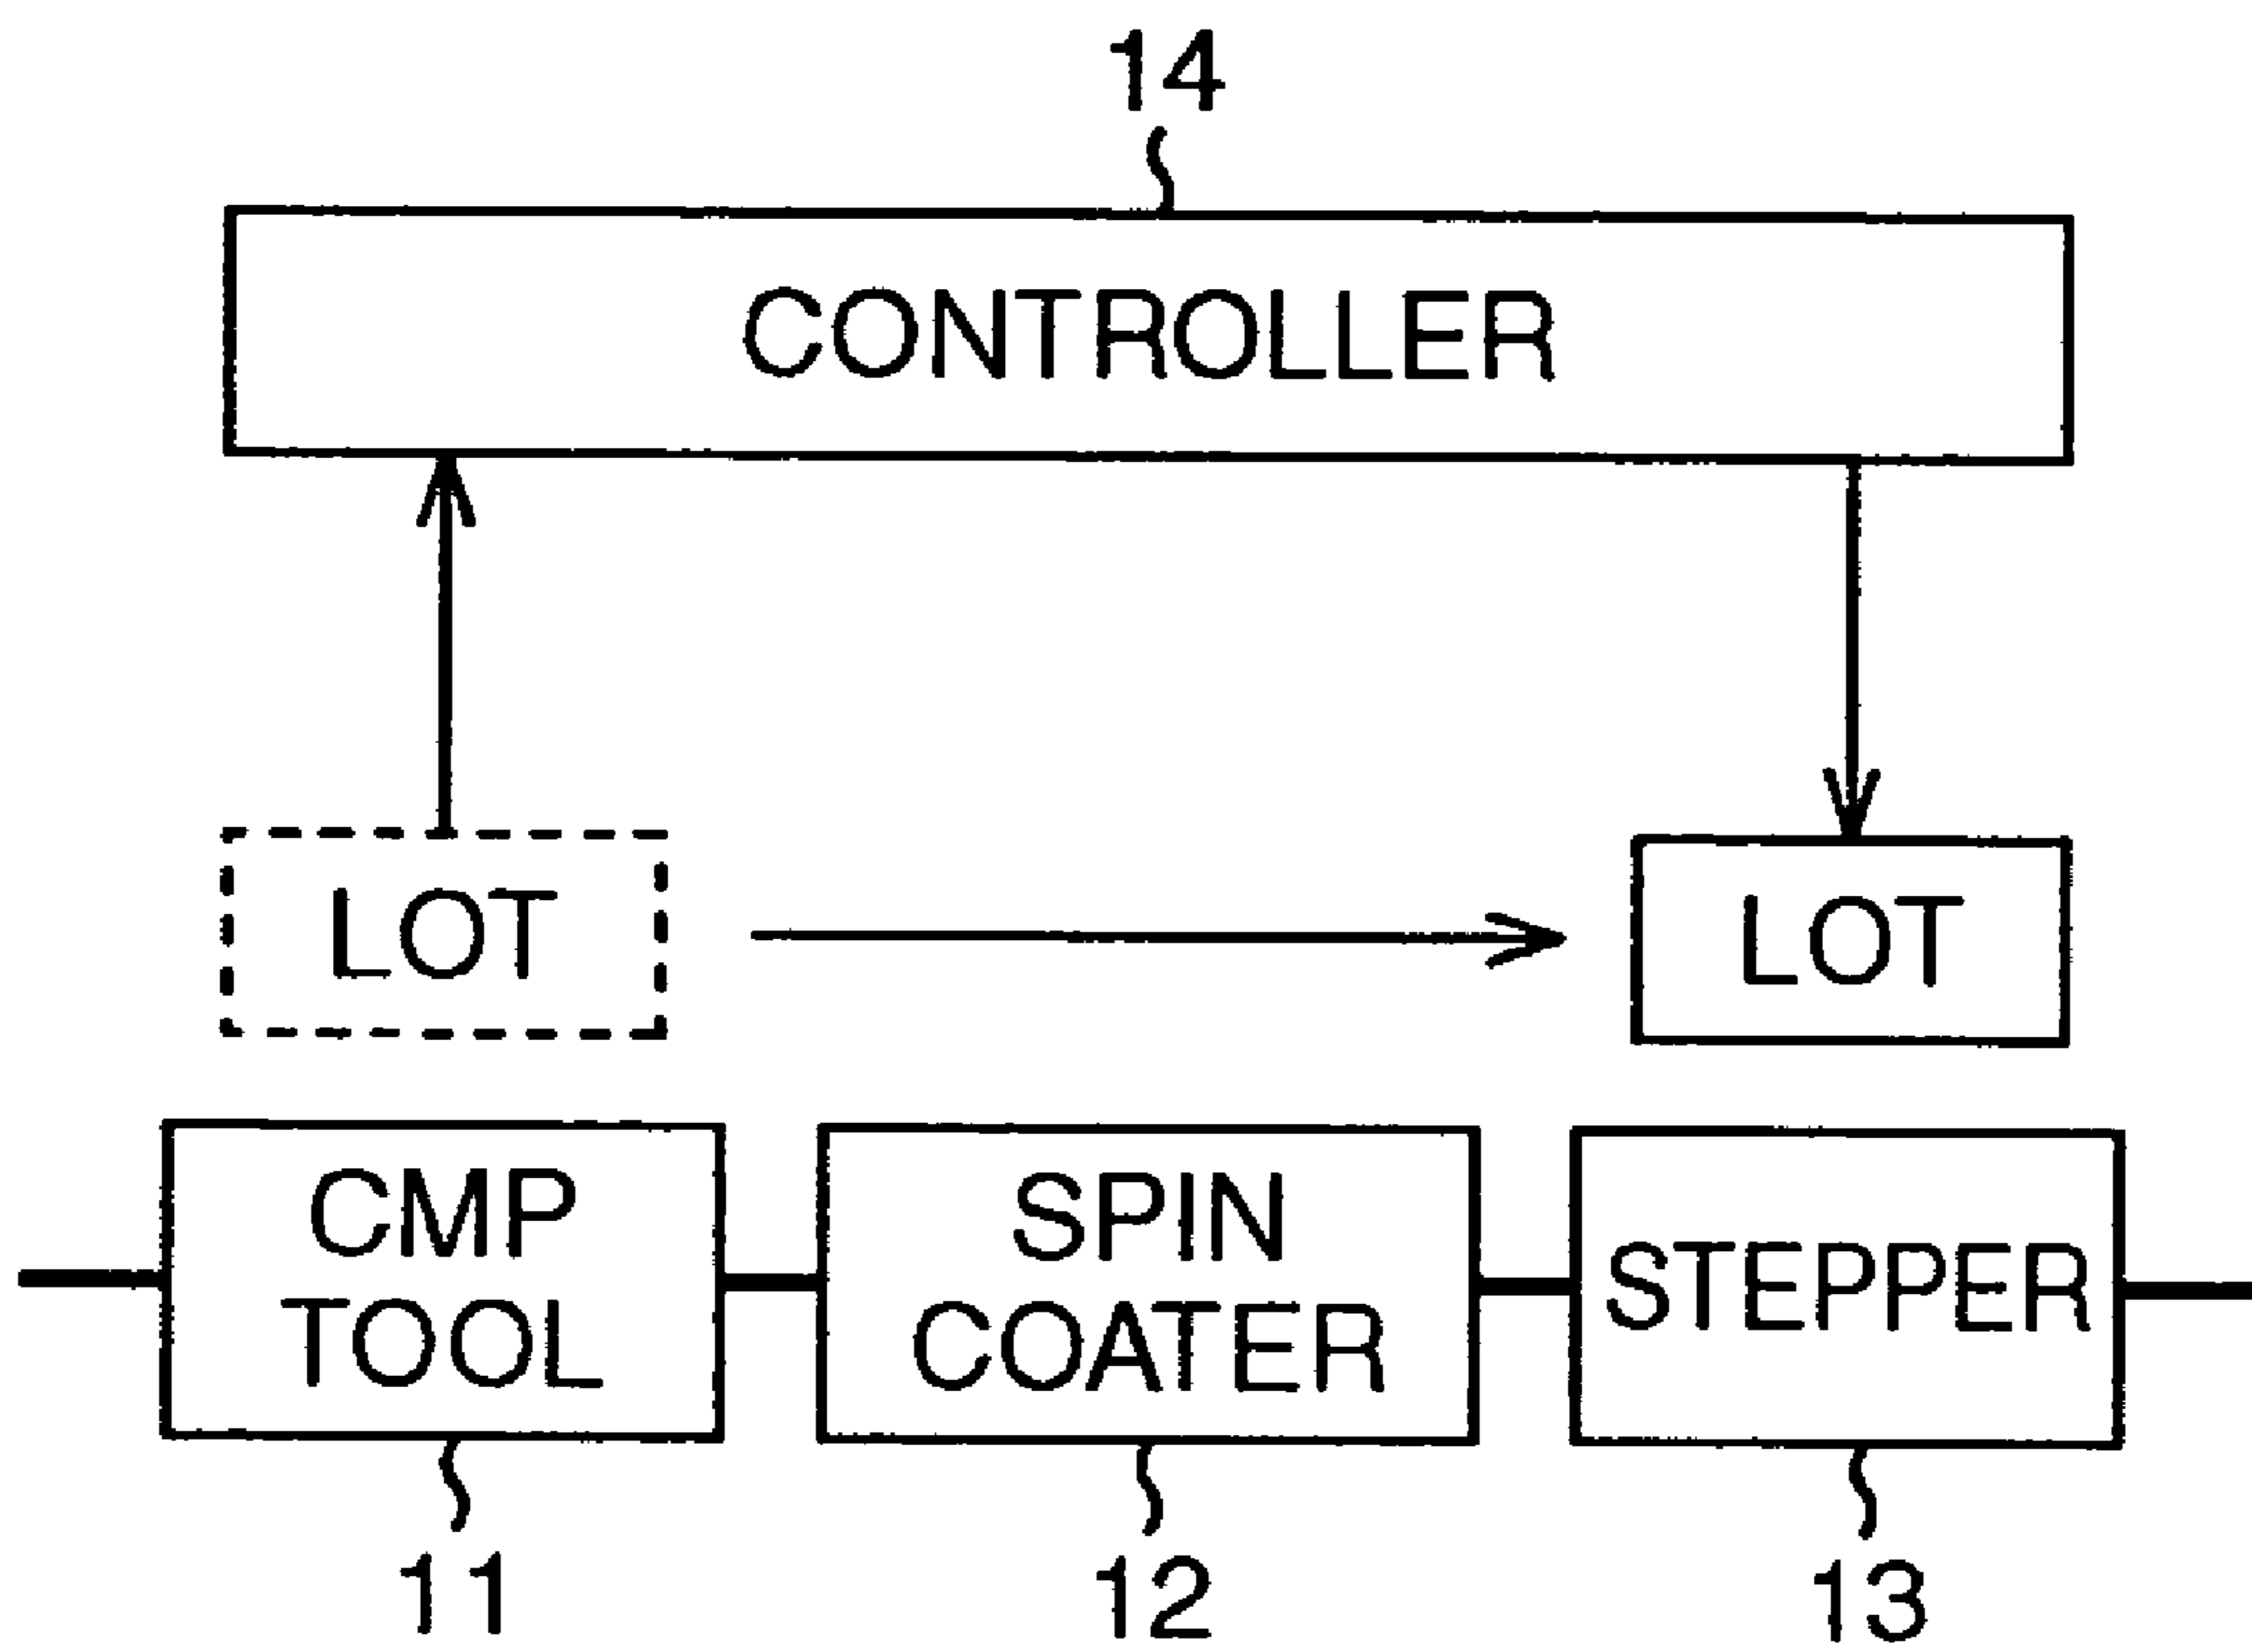 14
CONTROLLER
LOT
LOT
CMP
TOOL
SPIN
COATER
STEPPER
11
12
13